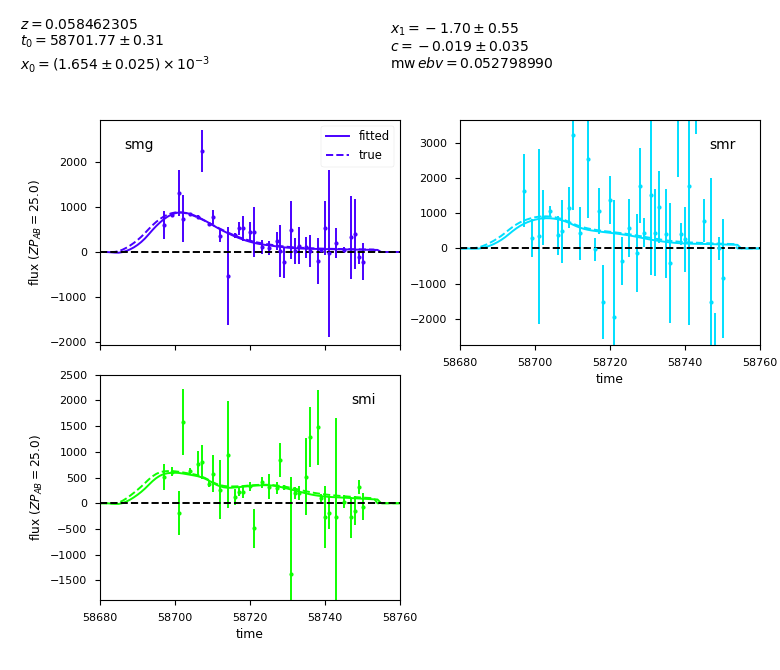 z = 0.058462305
t₀ = 58701.77 ± 0.31
x₀ = (1.654 ± 0.025) × 10⁻³
x₁ = −1.70 ± 0.55
c = −0.019 ± 0.035
mw ebv = 0.052798990
smg
fitted
true
flux (ZP_AB = 25.0)
2000
1000
0
−1000
−2000
smr
3000
2000
1000
0
−1000
−2000
58680 58700 58720 58740 58760
time
smi
flux (ZP_AB = 25.0)
2500
2000
1500
1000
500
0
−500
−1000
−1500
58680 58700 58720 58740 58760
time